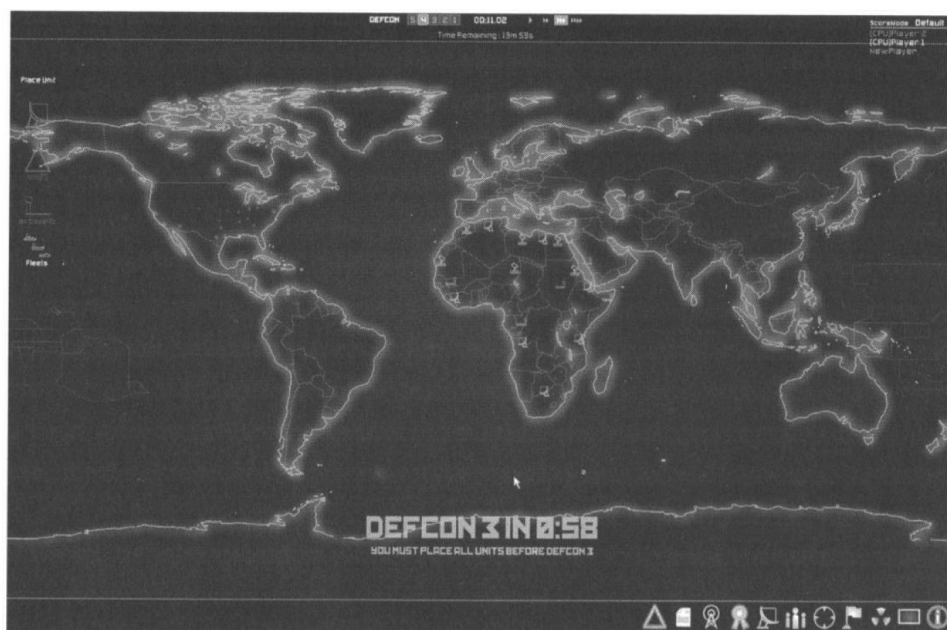 DEFCON 5 4 3 2 1 00:11.02
Time Remaining : 13m 53s
ScoreMode Default
(CPU)Player 2
(CPU)Player 1
NewPlayer
Place Unit
Fleets
DEFCON 3 IN 0:58
YOU MUST PLACE ALL UNITS BEFORE DEFCON 3